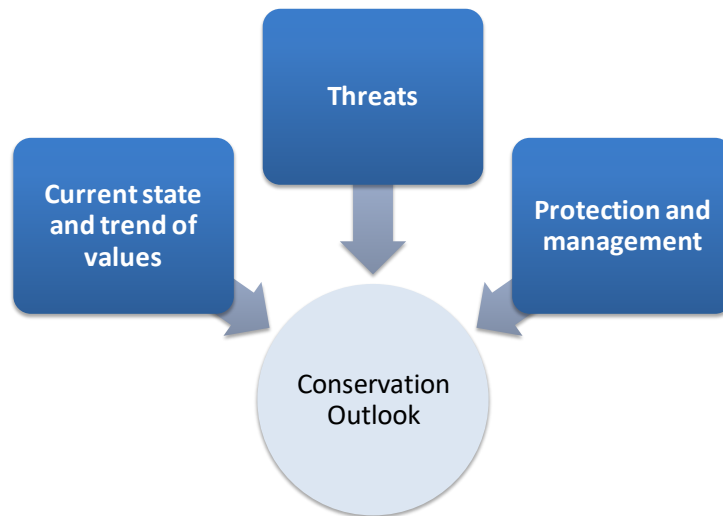 Threats
Current state
and trend of
values
Protection and
management
Conservation
Outlook